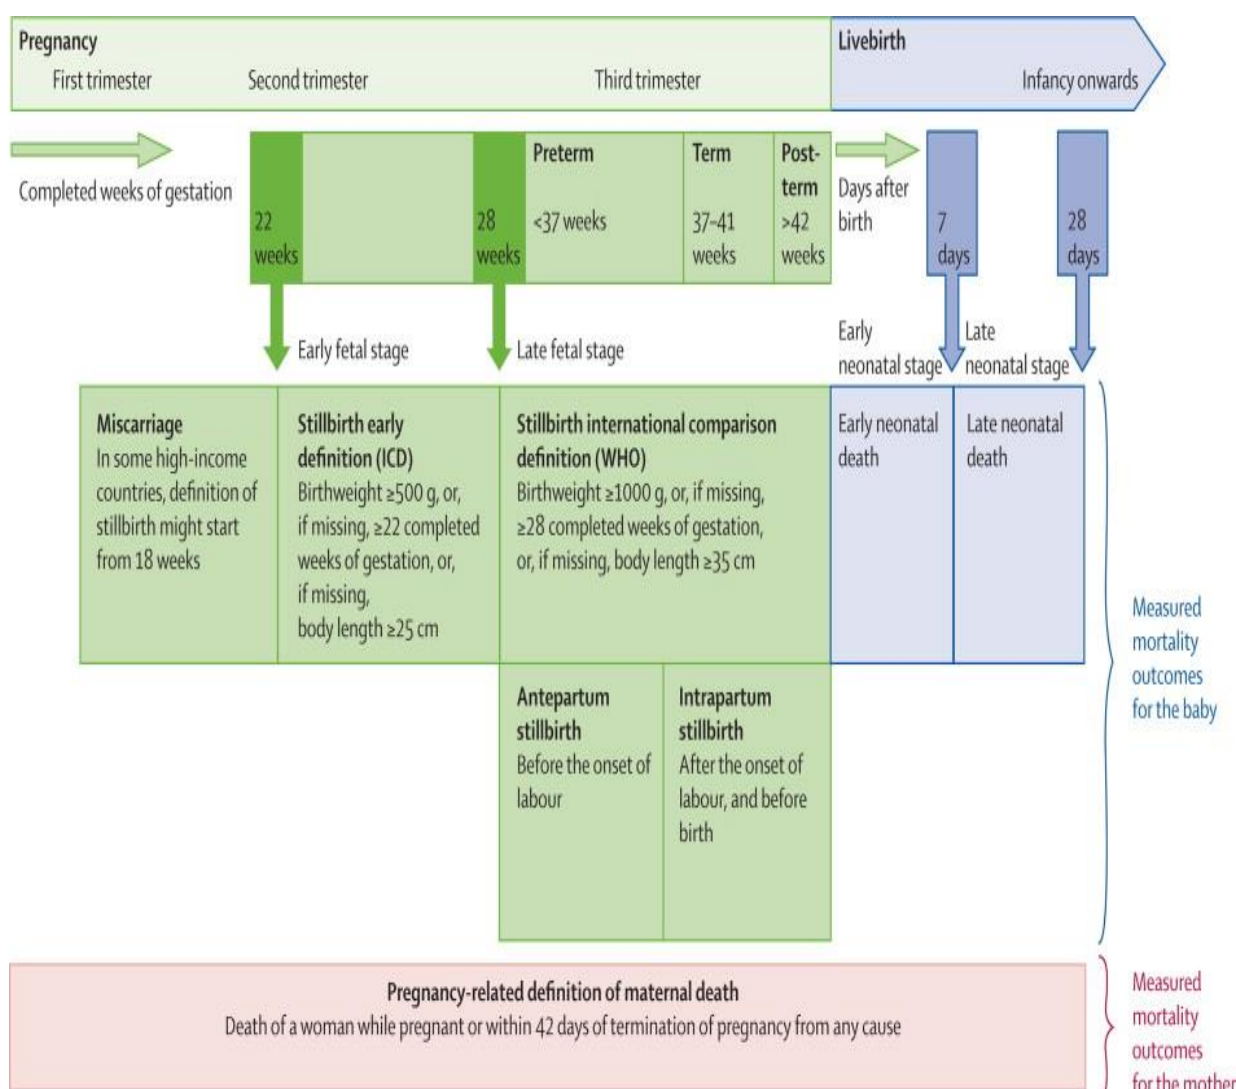 Pregnancy
First trimester
Second trimester
Third trimester
Livebirth
Infancy onwards
Completed weeks of gestation
22
weeks
28
weeks
Preterm
<37 weeks
Term
37–41
weeks
Post-
term
>42
weeks
Days after
birth
7
days
28
days
Early fetal stage
Late fetal stage
Early
neonatal stage
Late
neonatal stage
Miscarriage
In some high-income
countries, definition of
stillbirth might start
from 18 weeks
Stillbirth early
definition (ICD)
Birthweight ≥500 g, or,
if missing, ≥22 completed
weeks of gestation, or,
if missing,
body length ≥25 cm
Stillbirth international comparison
definition (WHO)
Birthweight ≥1000 g, or, if missing,
≥28 completed weeks of gestation,
or, if missing, body length ≥35 cm
Early neonatal
death
Late neonatal
death
Antepartum
stillbirth
Before the onset of
labour
Intrapartum
stillbirth
After the onset of
labour, and before
birth
Measured
mortality
outcomes
for the baby
Pregnancy-related definition of maternal death
Death of a woman while pregnant or within 42 days of termination of pregnancy from any cause
Measured
mortality
outcomes
for the mother